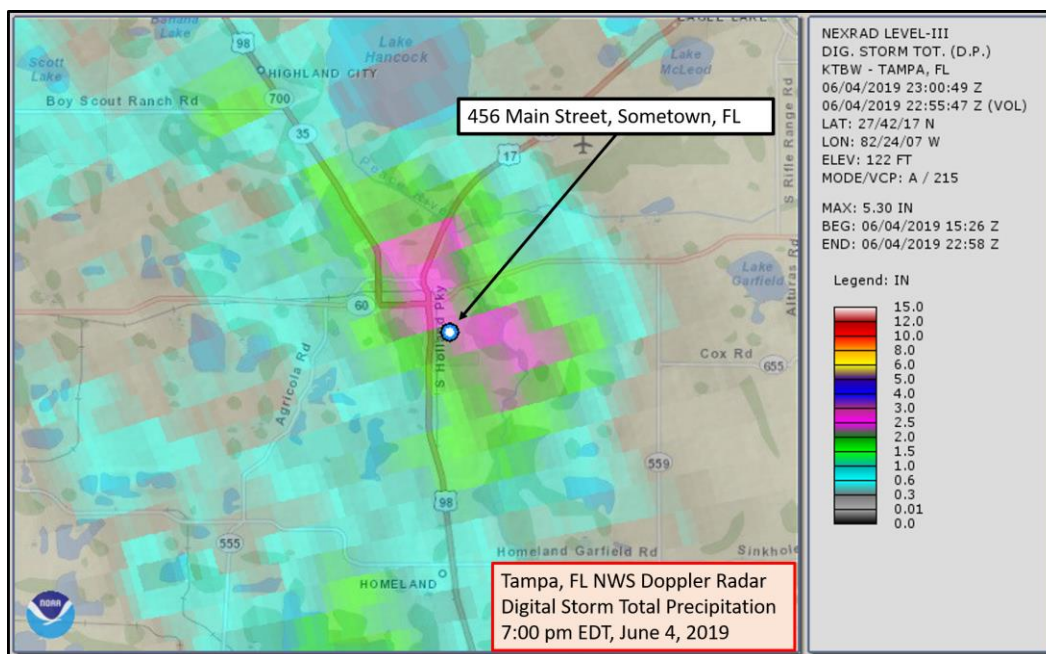 Banana
Lake
98
EAGLE LAKE
Scott
Lake
HIGHLAND CITY
Lake
Hancock
Lake
McLeod
Boy Scout Ranch Rd
700
456 Main Street, Sometown, FL
35
17
S Rifle Range Rd
Peace River
Lake
Garfield
Alturas Rd
60
S Holland Pky
Cox Rd
655
Agricola Rd
559
98
555
Homeland Garfield Rd
Sinkhole
HOMELAND
NOAA
Tampa, FL NWS Doppler Radar
Digital Storm Total Precipitation
7:00 pm EDT, June 4, 2019
NEXRAD LEVEL-III
DIG. STORM TOT. (D.P.)
KTBW - TAMPA, FL
06/04/2019 23:00:49 Z
06/04/2019 22:55:47 Z (VOL)
LAT: 27/42/17 N
LON: 82/24/07 W
ELEV: 122 FT
MODE/VCP: A / 215
MAX: 5.30 IN
BEG: 06/04/2019 15:26 Z
END: 06/04/2019 22:58 Z
Legend: IN
15.0
12.0
10.0
8.0
6.0
5.0
4.0
3.0
2.5
2.0
1.5
1.0
0.6
0.3
0.01
0.0